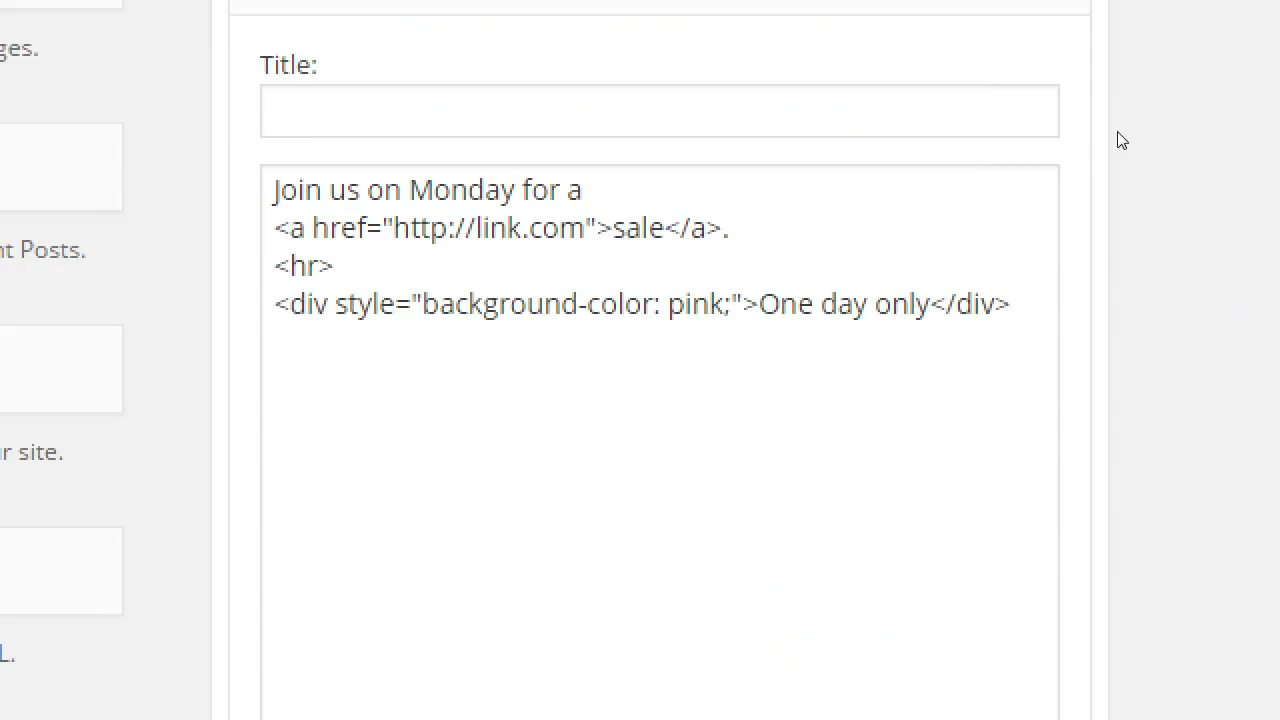 ges.
Title:
Join us on Monday for a
<a href="http://link.com">sale</a>.
<hr>
nt Posts.
<div style="background-color: pink;">One day only</div>
r site.
L.